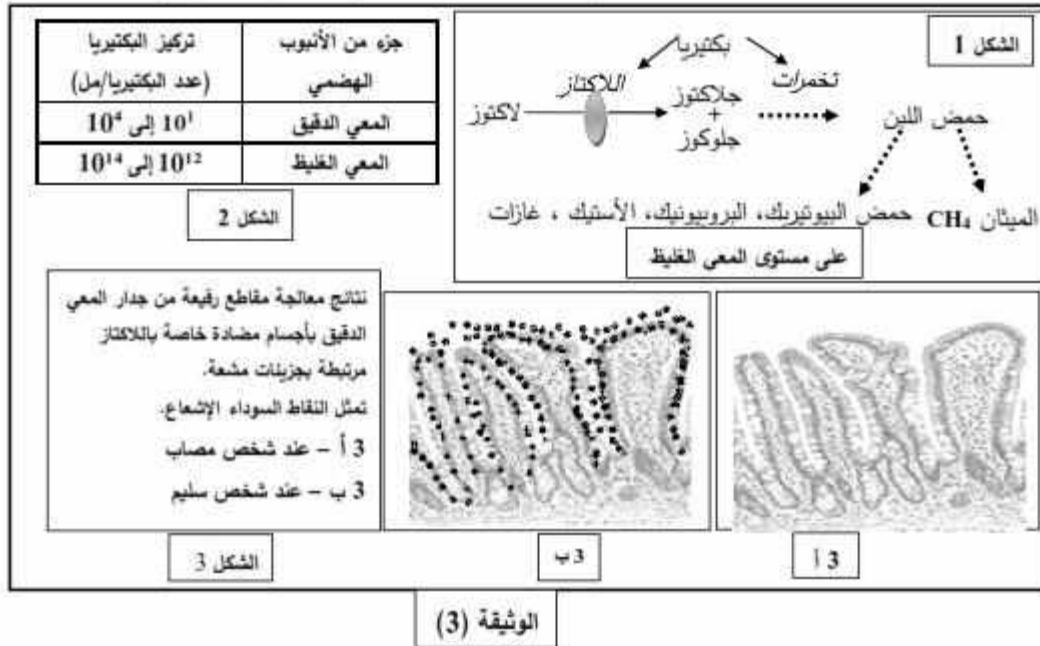 الشكل 1
بكتيريا
اللاكتاز
تخمرات
لاكتوز
جلاكتوز
+
جلوكوز
حمض اللبن
الميثان CH₄
حمض البيوتيريك، البروبيونيك، الأستيك ، غازات
على مستوى المعي الغليظ
جزء من الأنبوب الهضمي
تركيز البكتيريا (عدد البكتيريا/مل)
المعي الدقيق
10¹ إلى 10⁴
المعي الغليظ
10¹² إلى 10¹⁴
الشكل 2
نتائج معالجة مقاطع رقيعة من جدار المعي
الدقيق بأجسام مضادة خاصة باللاكتاز
مرتبطة بجزيئات مشعة.
تمثل النقاط السوداء الإشعاع.
3 أ – عند شخص مصاب
3 ب – عند شخص سليم
الشكل 3
3 أ
3 ب
الوثيقة (3)